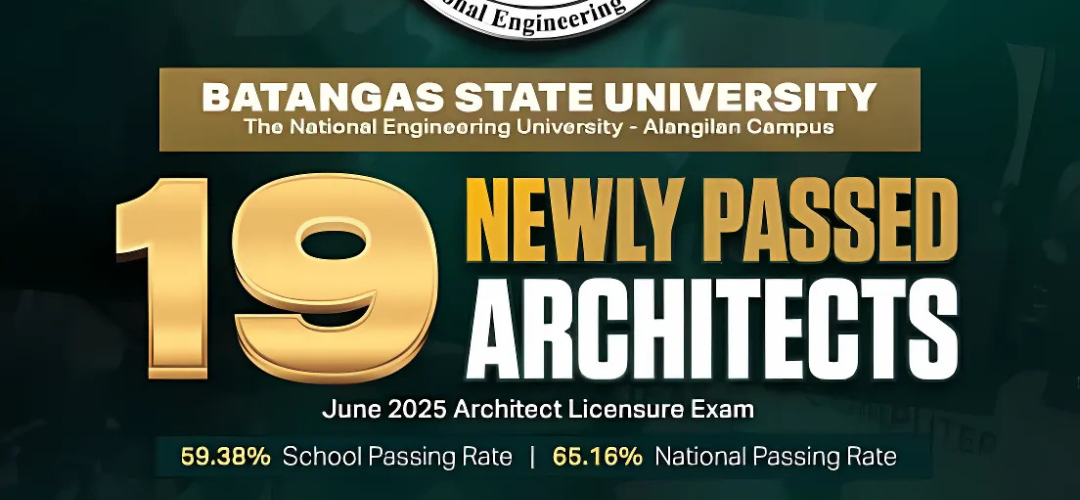 nal Engineering
BATANGAS STATE UNIVERSITY
The National Engineering University - Alangilan Campus
19
NEWLY PASSED
ARCHITECTS
June 2025 Architect Licensure Exam
59.38% School Passing Rate | 65.16% National Passing Rate